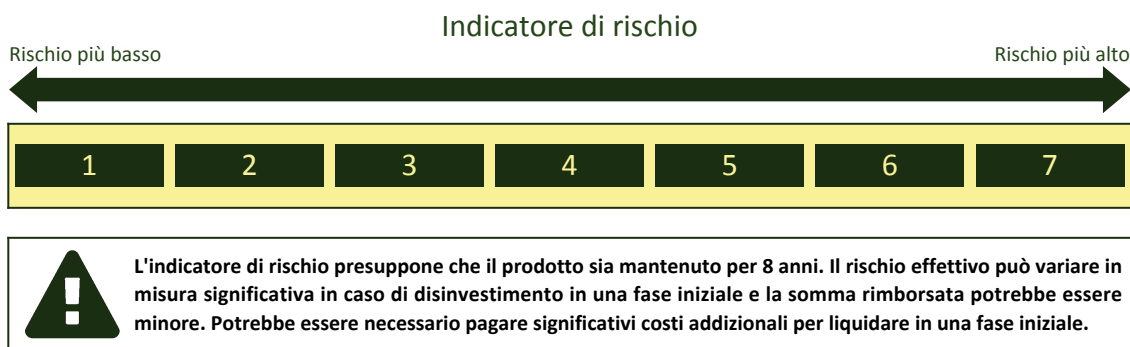 Indicatore di rischio
Rischio più basso
Rischio più alto
1 2 3 4 5 6 7
L'indicatore di rischio presuppone che il prodotto sia mantenuto per 8 anni. Il rischio effettivo può variare in
misura significativa in caso di disinvestimento in una fase iniziale e la somma rimborsata potrebbe essere
minore. Potrebbe essere necessario pagare significativi costi addizionali per liquidare in una fase iniziale.